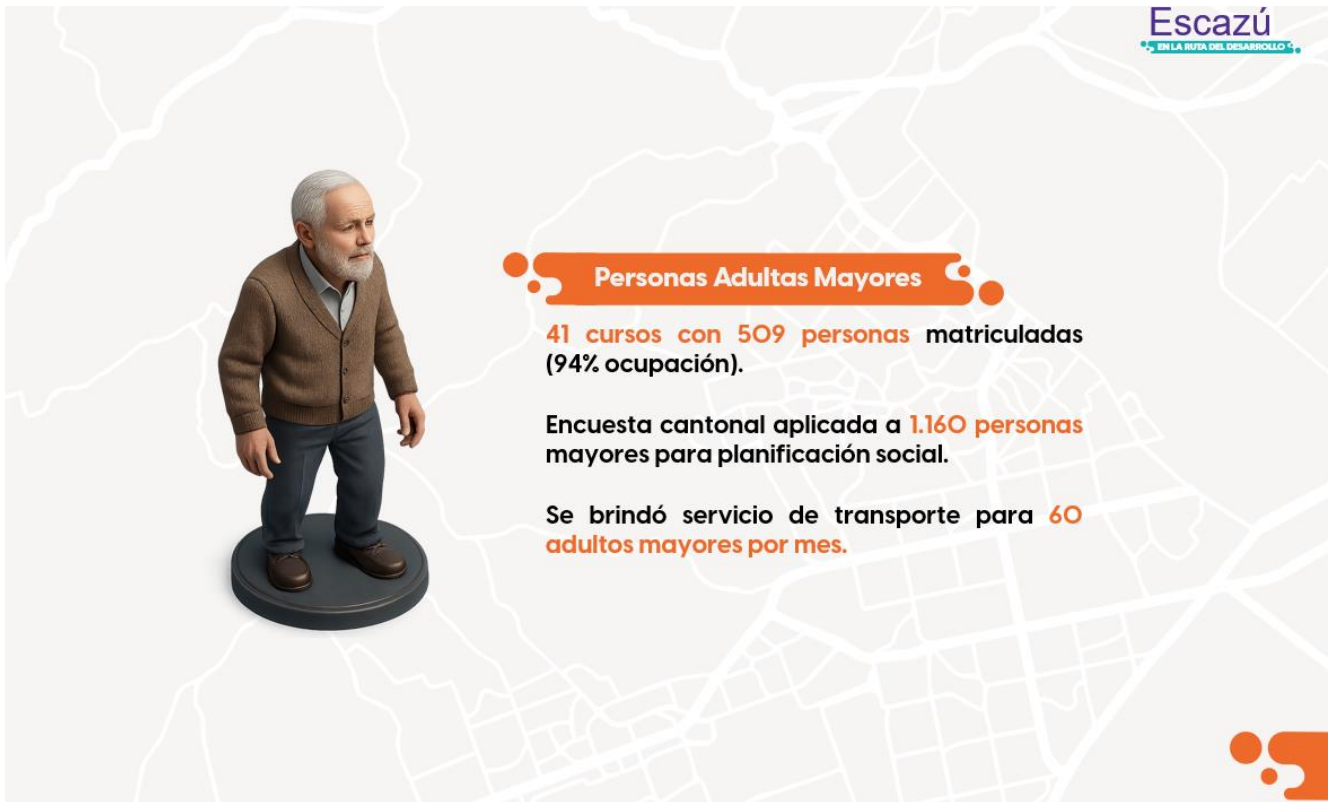 Escazú
EN LA RUTA DEL DESARROLLO
Personas Adultas Mayores
41 cursos con 509 personas matriculadas
(94% ocupación).
Encuesta cantonal aplicada a 1.160 personas
mayores para planificación social.
Se brindó servicio de transporte para 60
adultos mayores por mes.